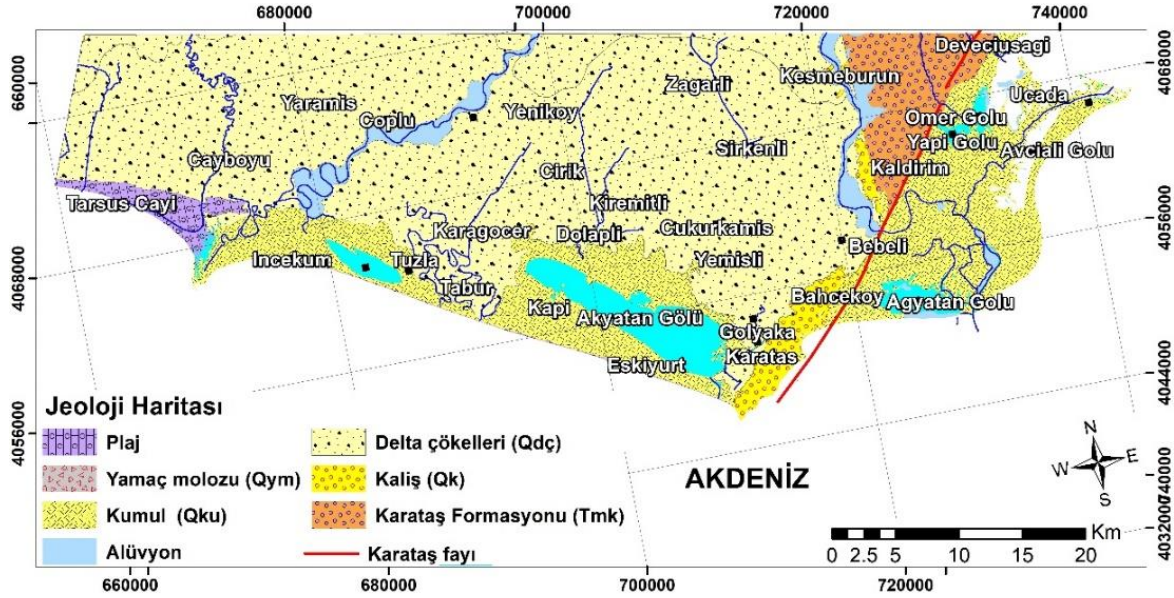 680000
700000
720000
740000
660000
4068000
Deveciusagi
Kesmeburun
Zagarli
Ucada
Yaramis
Coplu
Yenikoy
Omer Golu
Yapi Golu
Avciali Golu
Sirkenli
Cayboyu
Cirik
Kaldirim
Tarsus Cayi
Kiremitli
4056000
Karagocer
Dolapli
Cukurkamis
Bebeli
Incekum
Tuzla
Yemisli
4068000
Tabur
Kapi
Akyatan Gölü
Bahcekoy
Agyatan Golu
Golyaka
Karatas
Eskiyurt
4044000
Jeoloji Haritası
Plaj
Delta çökelleri (Qdç)
4056000
Yamaç molozu (Qym)
Kaliş (Qk)
AKDENİZ
N
W
E
S
Kumul (Qku)
Karataş Formasyonu (Tmk)
740000
4032000
Alüvyon
Karataş fayı
Km
0 2.5 5 10 15 20
660000
680000
700000
720000